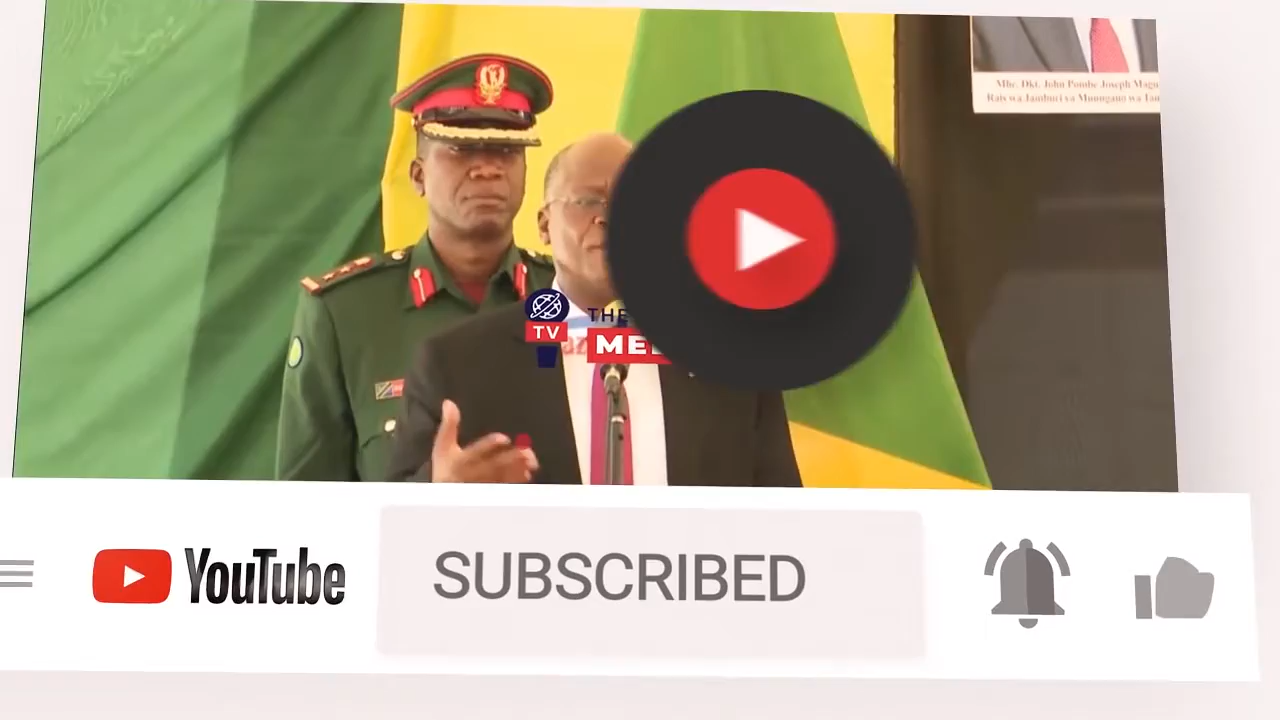 Mhe. Dkt. John Pombe Joseph Magu
Rais wa Jamhuri ya Muungano wa Tan
TV
THE
ME
YouTube
SUBSCRIBED